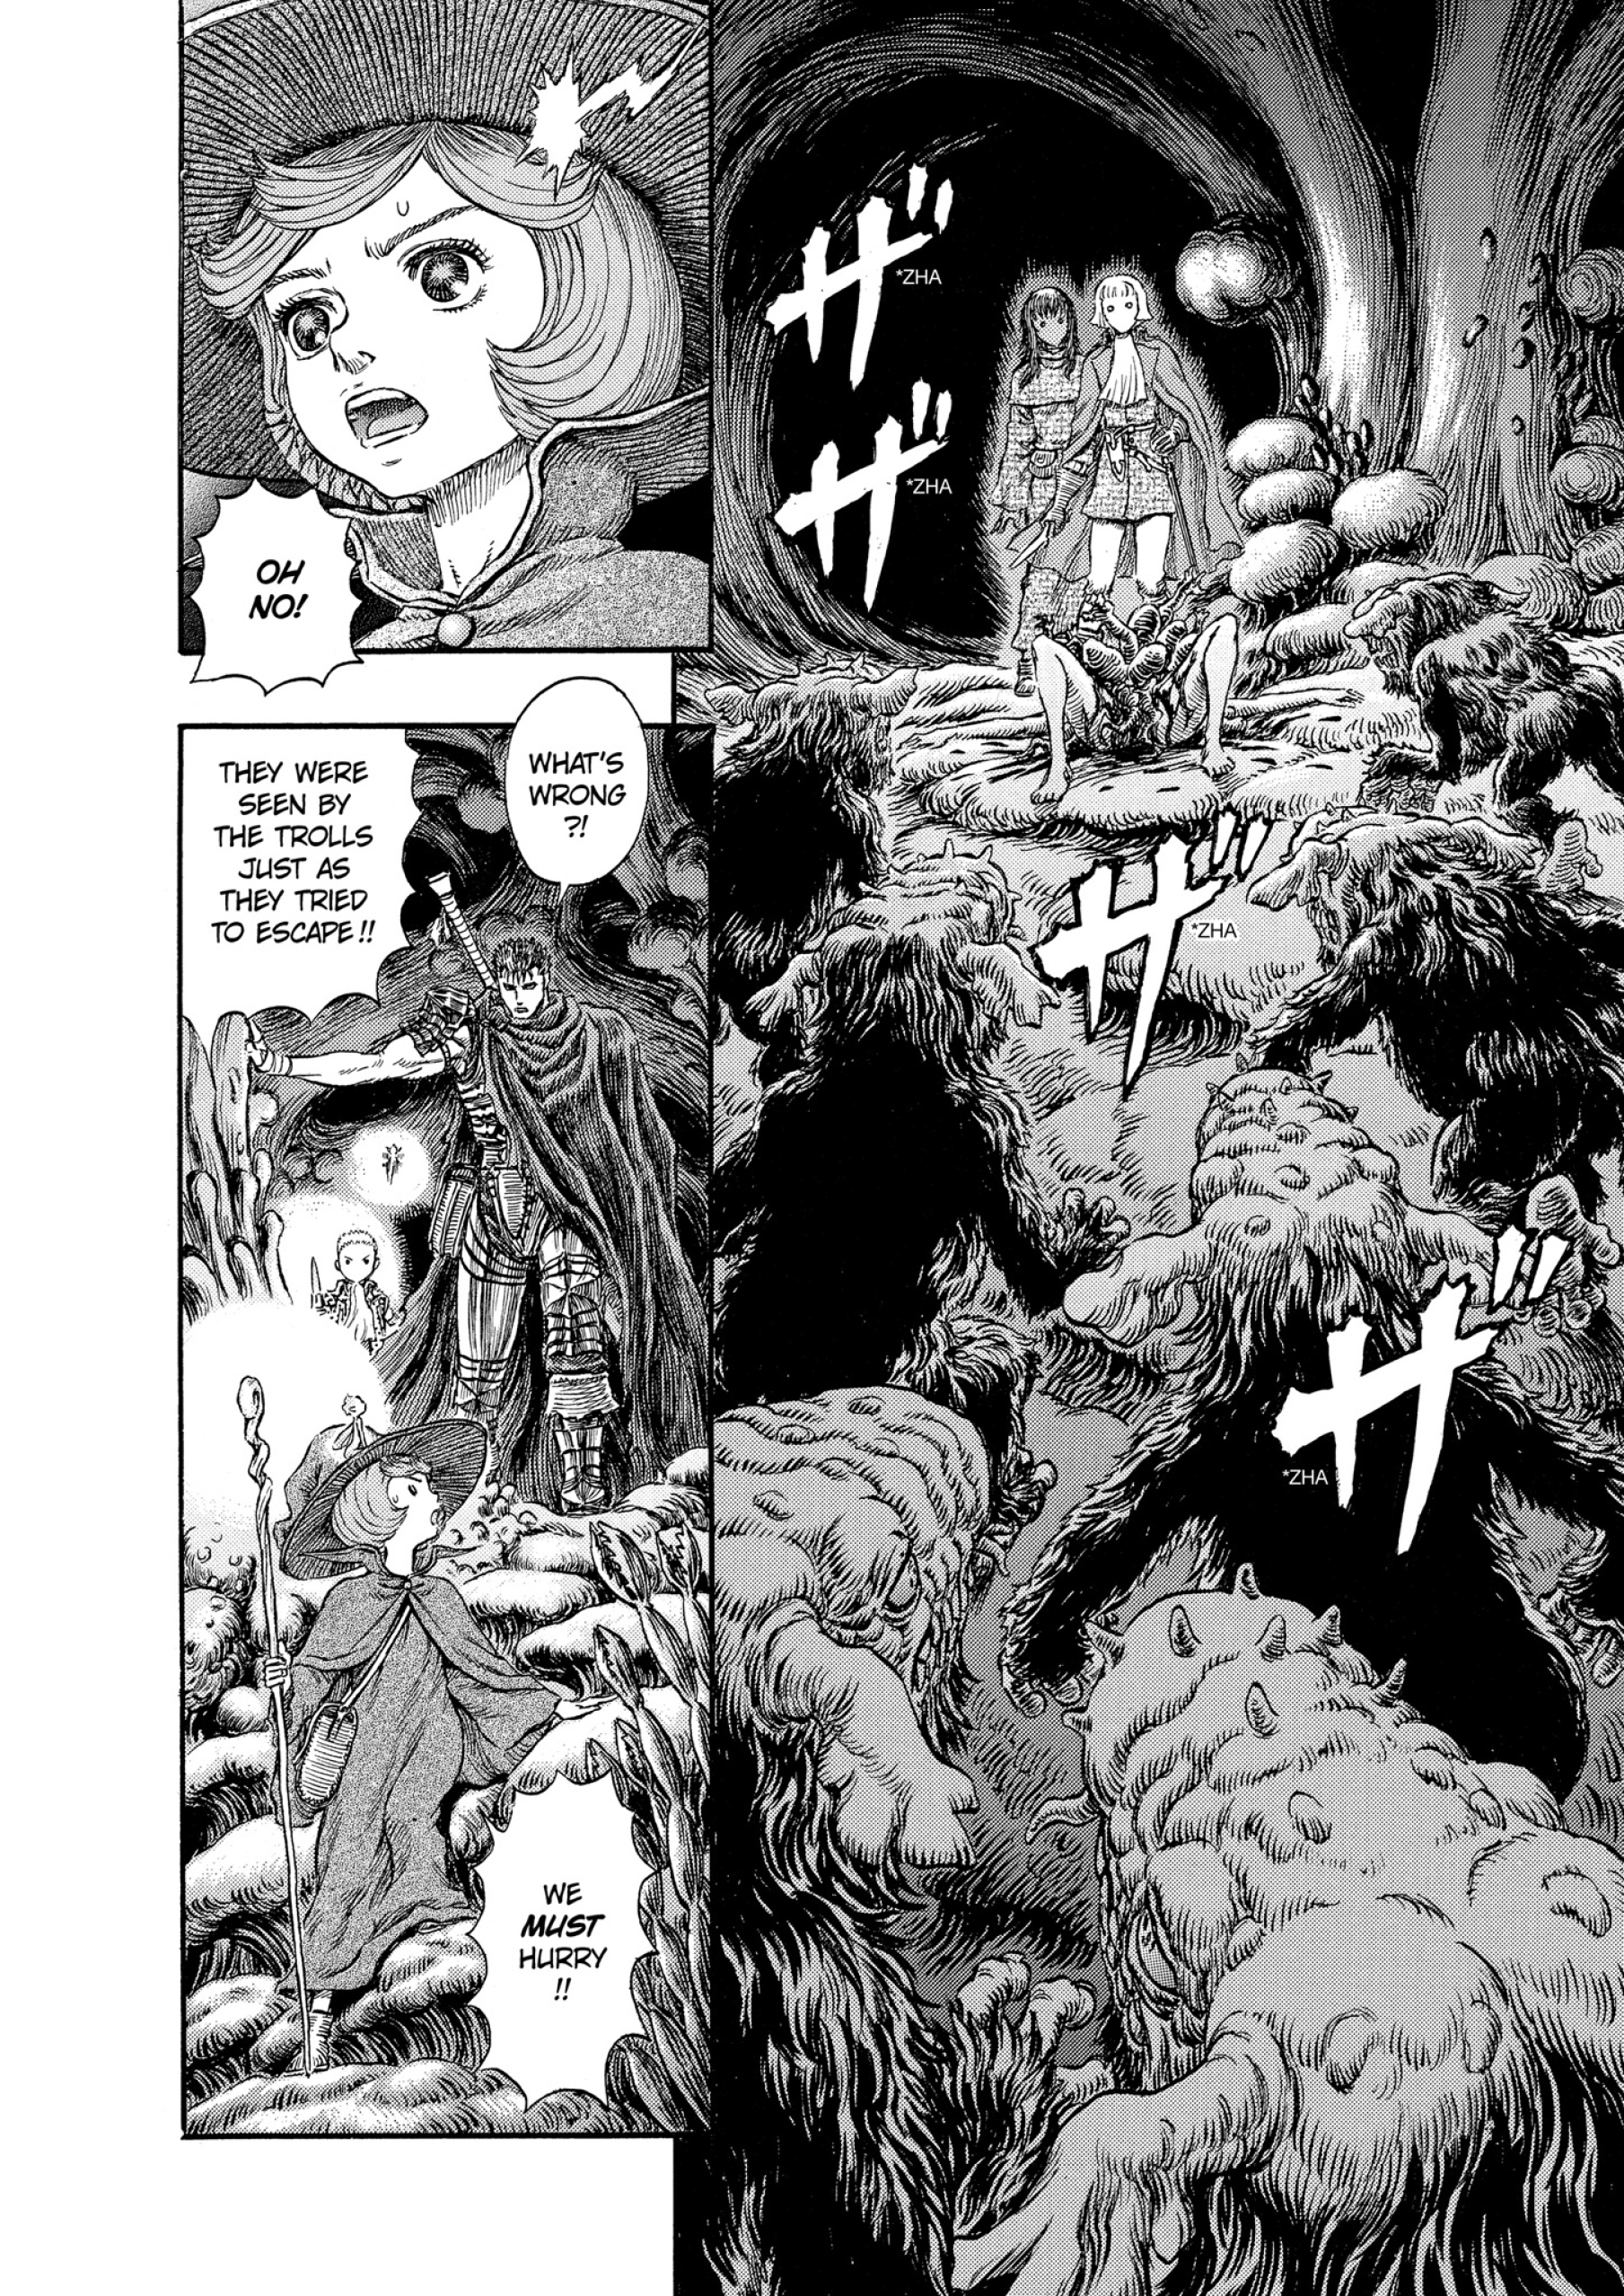 ザ
*ZHA
ザ
*ZHA
ザ
*ZHA
ザ
*ZHA
OH
NO!
WHAT'S
WRONG
?!
THEY WERE
SEEN BY
THE TROLLS
JUST AS
THEY TRIED
TO ESCAPE!!
WE
MUST
HURRY
!!